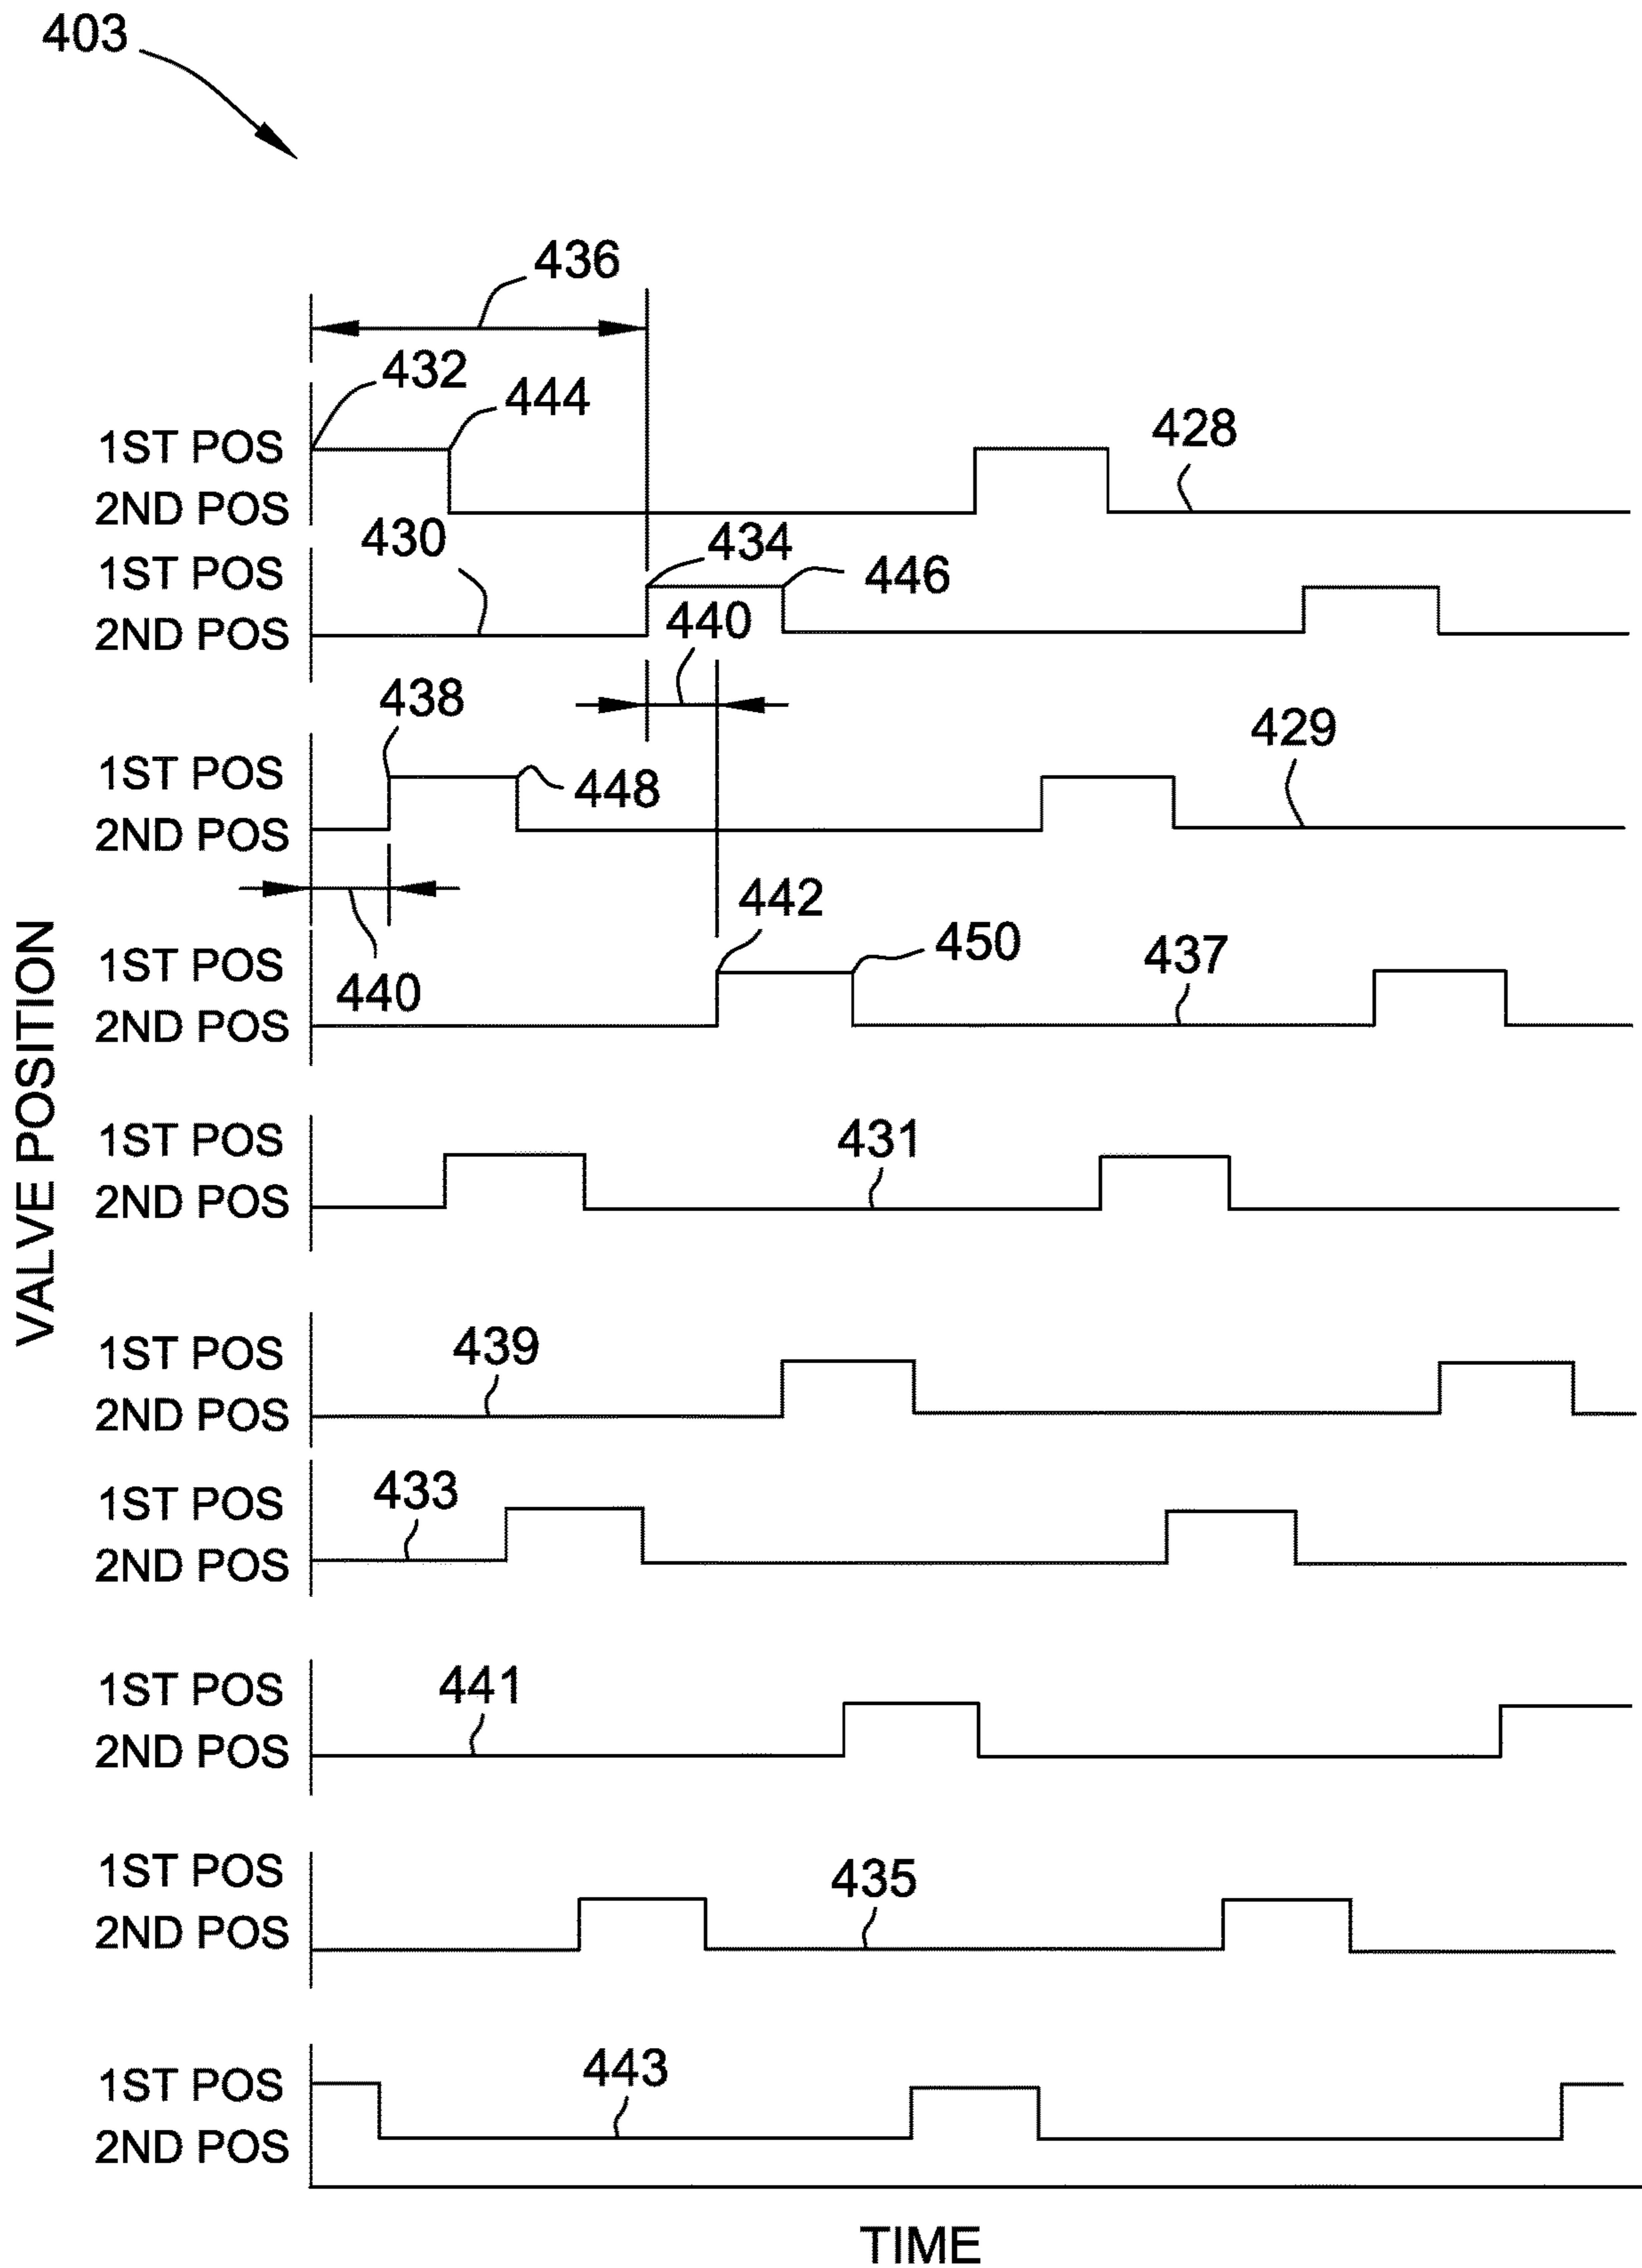 403
436
432
444
1ST POS
428
2ND POS
430
434
1ST POS
446
440
2ND POS
438
429
1ST POS
448
2ND POS
442
450
1ST POS
437
440
2ND POS
VALVE POSITION
1ST POS
431
2ND POS
439
1ST POS
2ND POS
433
1ST POS
2ND POS
441
1ST POS
2ND POS
1ST POS
435
2ND POS
443
1ST POS
2ND POS
TIME